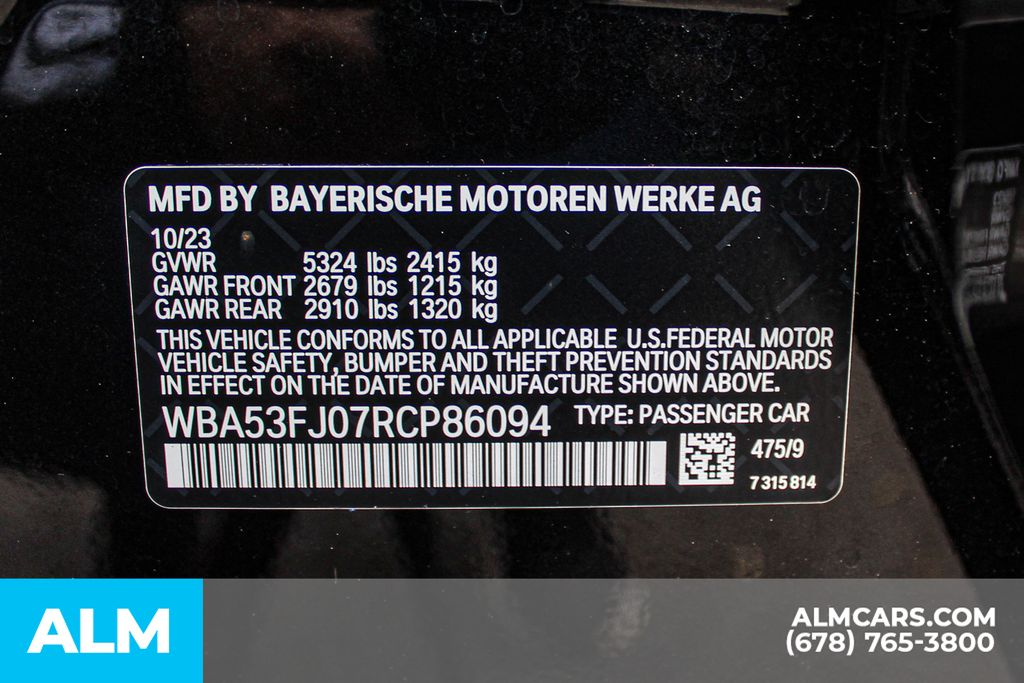 MFD BY BAYERISCHE MOTOREN WERKE AG
10/23
GVWR 5324 lbs 2415 kg
GAWR FRONT 2679 lbs 1215 kg
GAWR REAR 2910 lbs 1320 kg
THIS VEHICLE CONFORMS TO ALL APPLICABLE U.S.FEDERAL MOTOR
VEHICLE SAFETY, BUMPER AND THEFT PREVENTION STANDARDS
IN EFFECT ON THE DATE OF MANUFACTURE SHOWN ABOVE.
WBA53FJ07RCP86094 TYPE: PASSENGER CAR
475/9
7315814
ALM
ALMCARS.COM
(678) 765-3800